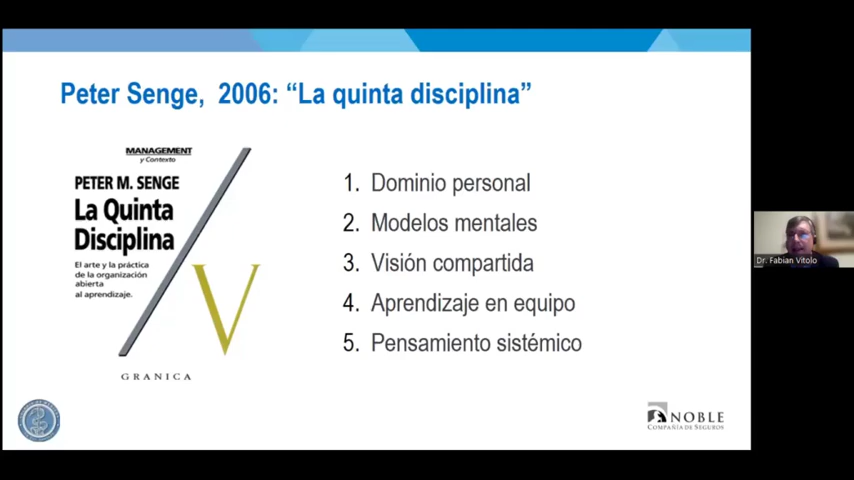 Peter Senge, 2006: “La quinta disciplina”
MANAGEMENT
y Contexto
PETER M. SENGE
La Quinta
Disciplina
El arte y la práctica
de la organización
abierta
al aprendizaje.
V
GRANICA
1. Dominio personal
2. Modelos mentales
3. Visión compartida
4. Aprendizaje en equipo
5. Pensamiento sistémico
Dr. Fabian Vitolo
NOBLE
COMPAÑÍA DE SEGUROS